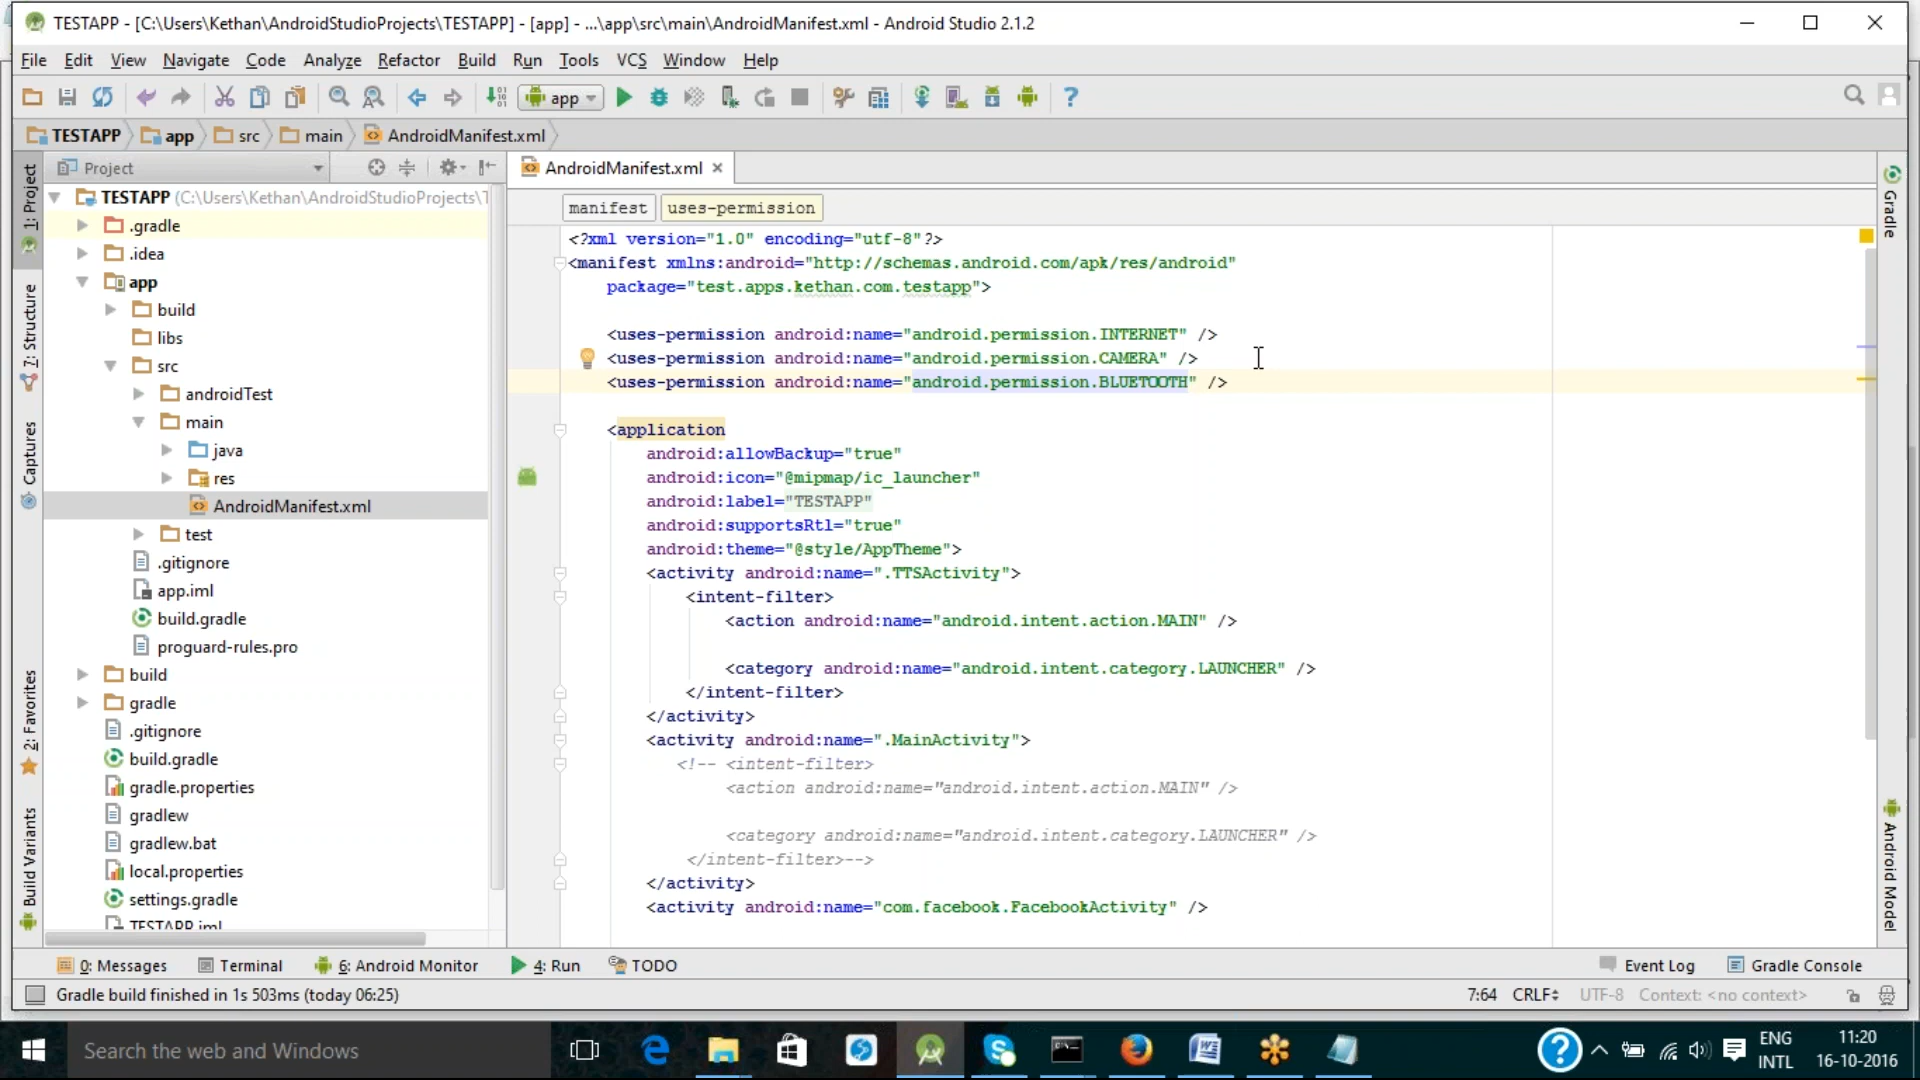 TESTAPP - [C:\Users\Kethan\AndroidStudioProjects\TESTAPP] - [app] - ...\app\src\main\AndroidManifest.xml - Android Studio 2.1.2
File Edit View Navigate Code Analyze Refactor Build Run Tools VCS Window Help
app
TESTAPP app src main AndroidManifest.xml
Project
AndroidManifest.xml
1: Project
7: Structure
Captures
2: Favorites
Build Variants
TESTAPP (C:\Users\Kethan\AndroidStudioProjects\T
.gradle
.idea
app
build
libs
src
androidTest
main
java
res
AndroidManifest.xml
test
.gitignore
app.iml
build.gradle
proguard-rules.pro
build
gradle
.gitignore
build.gradle
gradle.properties
gradlew
gradlew.bat
local.properties
settings.gradle
TESTAPP.iml
manifest uses-permission
<?xml version="1.0" encoding="utf-8"?>
<manifest xmlns:android="http://schemas.android.com/apk/res/android"
package="test.apps.kethan.com.testapp">
<uses-permission android:name="android.permission.INTERNET" />
<uses-permission android:name="android.permission.CAMERA" />
<uses-permission android:name="android.permission.BLUETOOTH" />
<application
android:allowBackup="true"
android:icon="@mipmap/ic_launcher"
android:label="TESTAPP"
android:supportsRtl="true"
android:theme="@style/AppTheme">
<activity android:name=".TTSActivity">
<intent-filter>
<action android:name="android.intent.action.MAIN" />
<category android:name="android.intent.category.LAUNCHER" />
</intent-filter>
</activity>
<activity android:name=".MainActivity">
<!-- <intent-filter>
<action android:name="android.intent.action.MAIN" />
<category android:name="android.intent.category.LAUNCHER" />
</intent-filter>-->
</activity>
<activity android:name="com.facebook.FacebookActivity" />
Gradle
Android Model
0: Messages Terminal 6: Android Monitor 4: Run TODO Event Log Gradle Console
Gradle build finished in 1s 503ms (today 06:25) 7:64 CRLF UTF-8 Context: <no context>
Search the web and Windows
ENG
INTL
11:20
16-10-2016